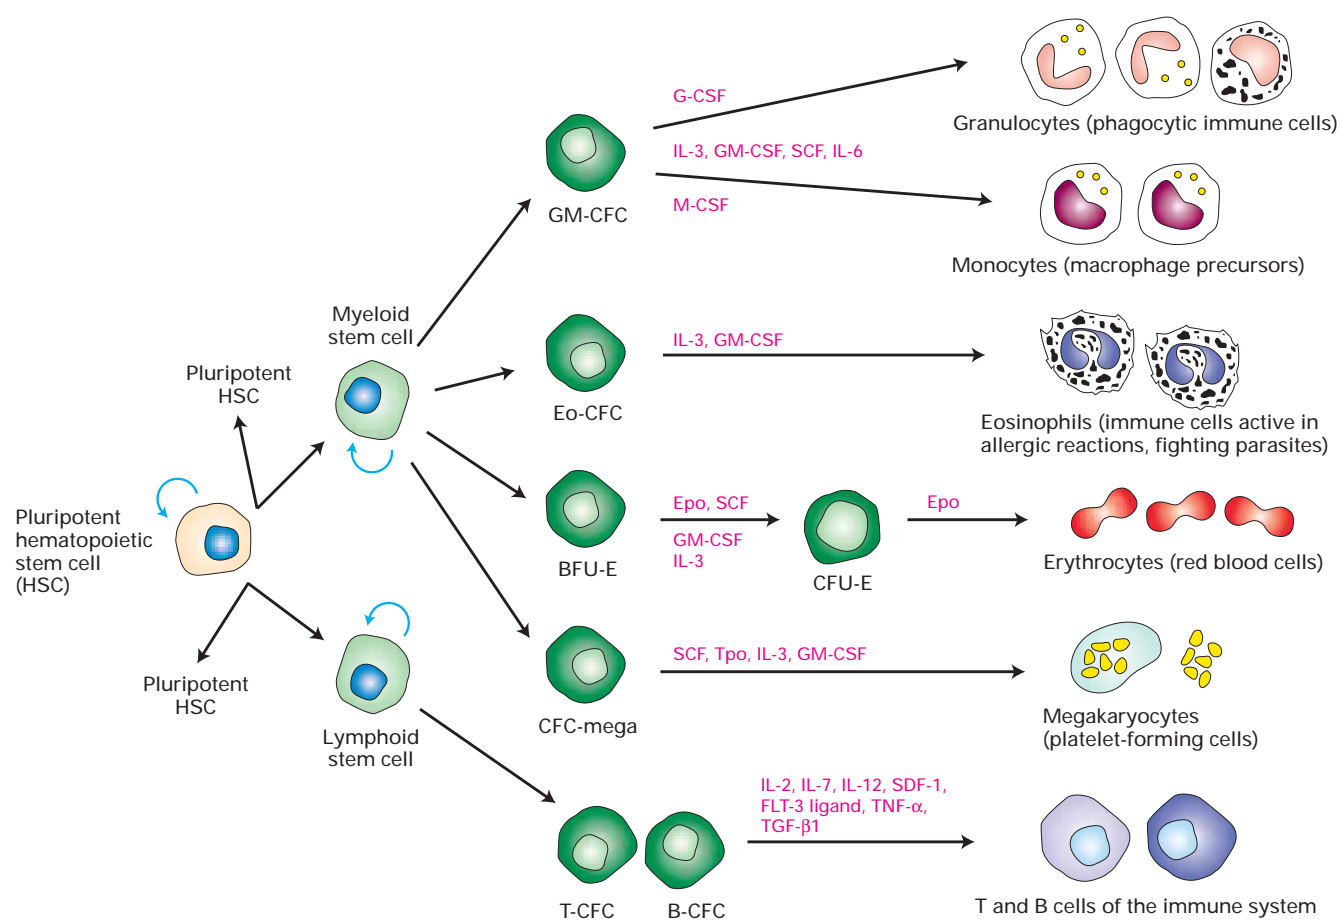 G-CSF
IL-3, GM-CSF, SCF, IL-6
M-CSF
GM-CFC
Granulocytes (phagocytic immune cells)
Monocytes (macrophage precursors)
Myeloid
stem cell
IL-3, GM-CSF
Eo-CFC
Eosinophils (immune cells active in
allergic reactions, fighting parasites)
Pluripotent
HSC
Pluripotent
hematopoietic
stem cell
(HSC)
Epo, SCF
GM-CSF
IL-3
BFU-E
CFU-E
Epo
Erythrocytes (red blood cells)
Pluripotent
HSC
SCF, Tpo, IL-3, GM-CSF
CFC-mega
Megakaryocytes
(platelet-forming cells)
Lymphoid
stem cell
IL-2, IL-7, IL-12, SDF-1,
FLT-3 ligand, TNF-α,
TGF-β1
T-CFC
B-CFC
T and B cells of the immune system